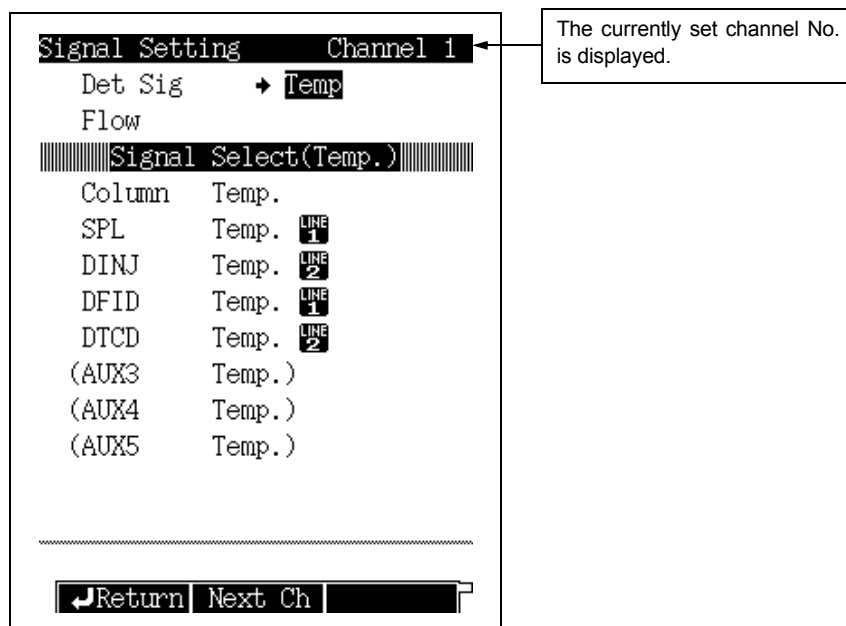 Signal Setting Channel 1
Det Sig → Temp
Flow
Signal Select(Temp.)
Column Temp.
SPL Temp. LINE 1
DINJ Temp. LINE 2
DFID Temp. LINE 1
DTCD Temp. LINE 2
(AUX3 Temp.)
(AUX4 Temp.)
(AUX5 Temp.)
↵Return Next Ch
The currently set channel No.
is displayed.